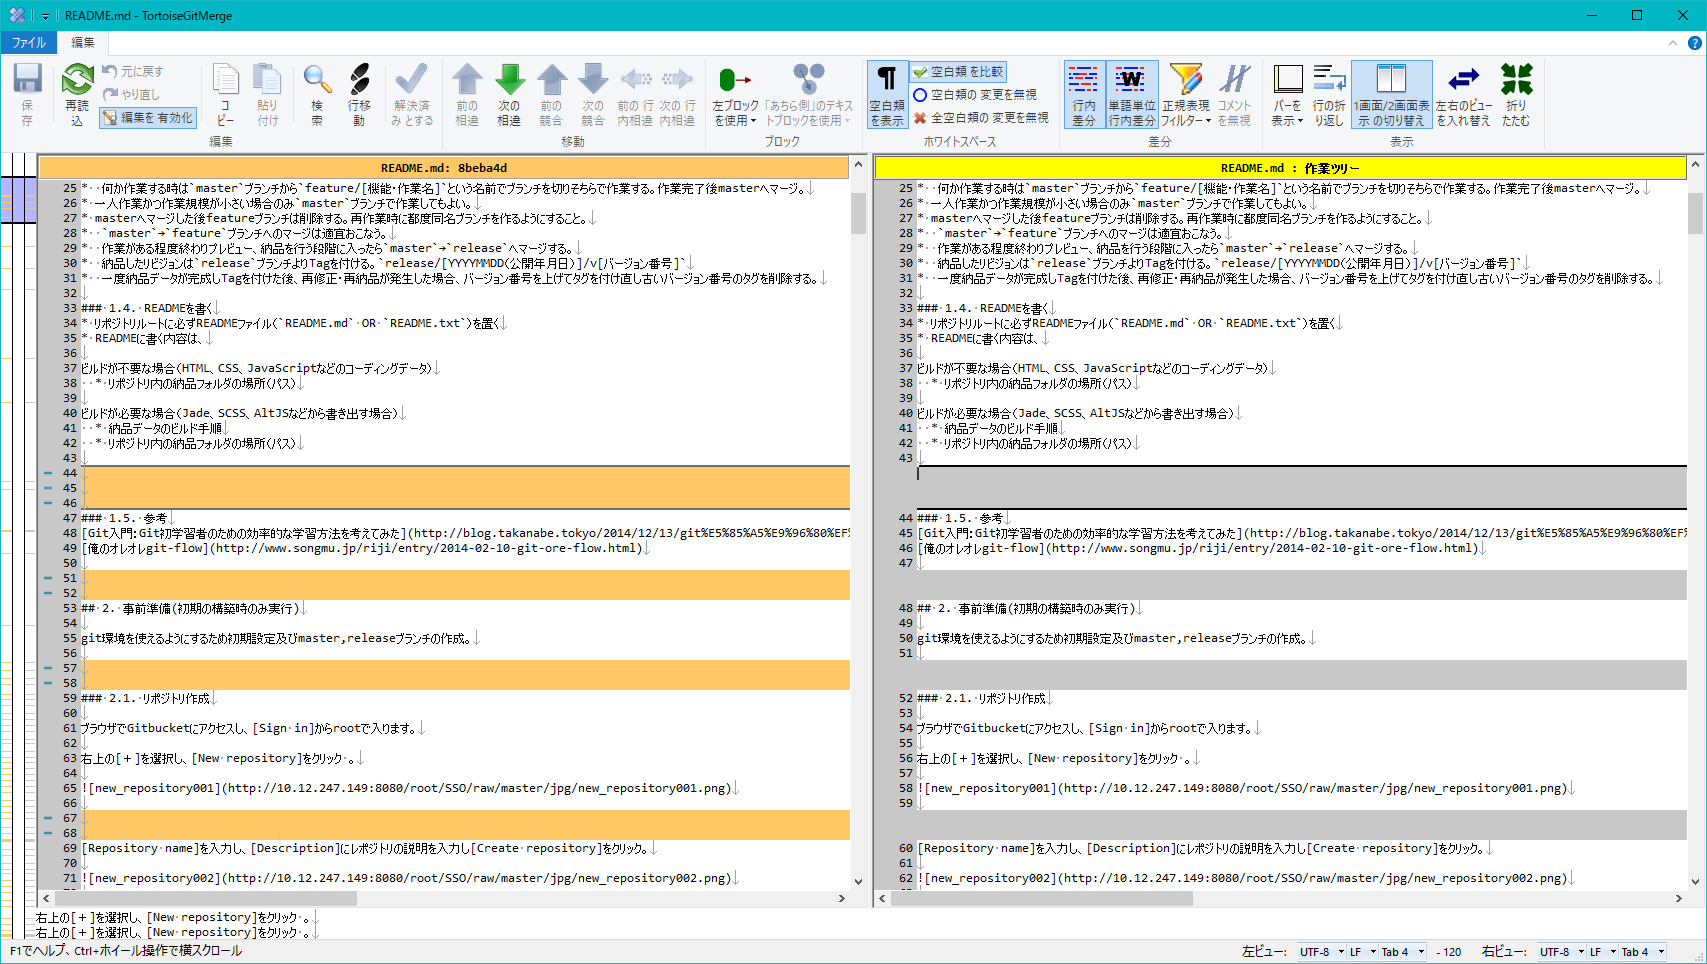 README.md - TortoiseGitMerge
ファイル 編集
保存
再読込
元に戻す
やり直し
編集を 有効化
コピー
貼り付け
検索
行移動
解決済みとする
前の相違
次の相違
前の競合
次の競合
前の 行内相違
次の 行内相違
左ブロックを使用
「あちら側」のテキストブロックを使用
空白類を表示
空白類 を比較
空白類の 変更を無視
全空白類の 変更を無視
行内差分
単語単位行内差分
正規表現フィルター
コメントを無視
バーを表示
行の折り返し
1画面/2画面表示 の切り替え
左右のビューを入れ替え
折りたたむ
編集 移動 ブロック ホワイトスペース 差分 表示
README.md: 8beba4d
25 * 何か作業する時は`master`ブランチから`feature/[機能・作業名]`という名前でブランチを切りそちらで作業する。作業完了後masterへマージ。
26 * 一人作業かつ作業規模が小さい場合のみ`master`ブランチで作業してもよい。
27 * masterへマージした後featureブランチは削除する。再作業時に都度同名ブランチを作るようにすること。
28 * `master`→`feature`ブランチへのマージは適宜おこなう。
29 * 作業がある程度終わりプレビュー、納品を行う段階に入ったら`master`→`release`へマージする。
30 * 納品したリビジョンは`release`ブランチよりTagを付ける。`release/[YYYYMMDD(公開年月日)]/v[バージョン番号]`
31 * 一度納品データが完成しTagを付けた後、再修正・再納品が発生した場合、バージョン番号を上げてタグを付け直し古いバージョン番号のタグを削除する。
32
33 ### 1.4. READMEを書く
34 * リポジトリルートに必ずREADMEファイル(`README.md` OR `README.txt`)を置く
35 * READMEに書く内容は、
36
37 ビルドが不要な場合(HTML、CSS、JavaScriptなどのコーディングデータ)
38 * リポジトリ内の納品フォルダの場所(パス)
39
40 ビルドが必要な場合(Jade、SCSS、AltJSなどから書き出す場合)
41 * 納品データのビルド手順
42 * リポジトリ内の納品フォルダの場所(パス)
43
44
45
46
47 ### 1.5. 参考
48 [Git入門:Git初学習者のための効率的な学習方法を考えてみた](http://blog.takanabe.tokyo/2014/12/13/git%E5%85%A5%E9%96%80%EF%
49 [俺のオレオレgit-flow](http://www.songmu.jp/riji/entry/2014-02-10-git-ore-flow.html)
50
51
52
53 ## 2. 事前準備(初期の構築時のみ実行)
54
55 git環境を使えるようにするため初期設定及びmaster,releaseブランチの作成。
56
57
58
59 ### 2.1. リポジトリ作成
60
61 ブラウザでGitbucketにアクセスし、[Sign in]からrootで入ります。
62
63 右上の[+]を選択し、[New repository]をクリック 。
64
65 ![new_repository001](http://10.12.247.149:8080/root/SSO/raw/master/jpg/new_repository001.png)
66
67
68
69 [Repository name]を入力し、[Description]にレポジトリの説明を入力し[Create repository]をクリック。
70
71 ![new_repository002](http://10.12.247.149:8080/root/SSO/raw/master/jpg/new_repository002.png)
README.md : 作業ツリー
25 * 何か作業する時は`master`ブランチから`feature/[機能・作業名]`という名前でブランチを切りそちらで作業する。作業完了後masterへマージ。
26 * 一人作業かつ作業規模が小さい場合のみ`master`ブランチで作業してもよい。
27 * masterへマージした後featureブランチは削除する。再作業時に都度同名ブランチを作るようにすること。
28 * `master`→`feature`ブランチへのマージは適宜おこなう。
29 * 作業がある程度終わりプレビュー、納品を行う段階に入ったら`master`→`release`へマージする。
30 * 納品したリビジョンは`release`ブランチよりTagを付ける。`release/[YYYYMMDD(公開年月日)]/v[バージョン番号]`
31 * 一度納品データが完成しTagを付けた後、再修正・再納品が発生した場合、バージョン番号を上げてタグを付け直し古いバージョン番号のタグを削除する。
32
33 ### 1.4. READMEを書く
34 * リポジトリルートに必ずREADMEファイル(`README.md` OR `README.txt`)を置く
35 * READMEに書く内容は、
36
37 ビルドが不要な場合(HTML、CSS、JavaScriptなどのコーディングデータ)
38 * リポジトリ内の納品フォルダの場所(パス)
39
40 ビルドが必要な場合(Jade、SCSS、AltJSなどから書き出す場合)
41 * 納品データのビルド手順
42 * リポジトリ内の納品フォルダの場所(パス)
43
44 ### 1.5. 参考
45 [Git入門:Git初学習者のための効率的な学習方法を考えてみた](http://blog.takanabe.tokyo/2014/12/13/git%E5%85%A5%E9%96%80%EF%
46 [俺のオレオレgit-flow](http://www.songmu.jp/riji/entry/2014-02-10-git-ore-flow.html)
47
48 ## 2. 事前準備(初期の構築時のみ実行)
49
50 git環境を使えるようにするため初期設定及びmaster,releaseブランチの作成。
51
52 ### 2.1. リポジトリ作成
53
54 ブラウザでGitbucketにアクセスし、[Sign in]からrootで入ります。
55
56 右上の[+]を選択し、[New repository]をクリック 。
57
58 ![new_repository001](http://10.12.247.149:8080/root/SSO/raw/master/jpg/new_repository001.png)
59
60 [Repository name]を入力し、[Description]にレポジトリの説明を入力し[Create repository]をクリック。
61
62 ![new_repository002](http://10.12.247.149:8080/root/SSO/raw/master/jpg/new_repository002.png)
右上の[+]を選択し、[New repository]をクリック 。
右上の[+]を選択し、[New repository]をクリック 。
F1でヘルプ、Ctrl+ホイール操作で横スクロール 左ビュー: UTF-8 LF Tab 4 - 120 右ビュー: UTF-8 LF Tab 4